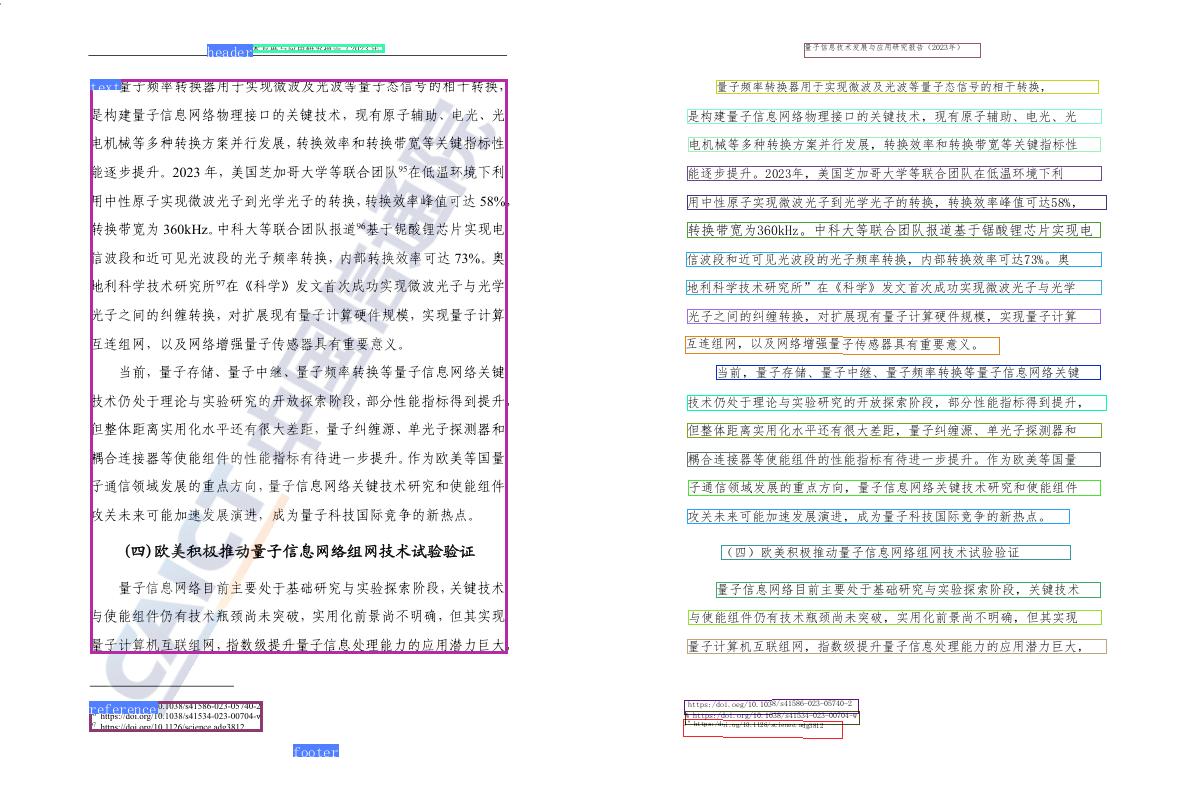 header
text量子频率转换器用于实现微波及光波等量子态信号的相干转换，
是构建量子信息网络物理接口的关键技术，现有原子辅助、电光、光
电机械等多种转换方案并行发展，转换效率和转换带宽等关键指标性
能逐步提升。2023 年，美国芝加哥大学等联合团队95在低温环境下利
用中性原子实现微波光子到光学光子的转换，转换效率峰值可达 58%，
转换带宽为 360kHz。中科大等联合团队报道96基于铌酸锂芯片实现电
信波段和近可见光波段的光子频率转换，内部转换效率可达 73%。奥
地利科学技术研究所97在《科学》发文首次成功实现微波光子与光学
光子之间的纠缠转换，对扩展现有量子计算硬件规模，实现量子计算
互连组网，以及网络增强量子传感器具有重要意义。
当前，量子存储、量子中继、量子频率转换等量子信息网络关键
技术仍处于理论与实验研究的开放探索阶段，部分性能指标得到提升，
但整体距离实用化水平还有很大差距，量子纠缠源、单光子探测器和
耦合连接器等使能组件的性能指标有待进一步提升。作为欧美等国量
子通信领域发展的重点方向，量子信息网络关键技术研究和使能组件
攻关未来可能加速发展演进，成为量子科技国际竞争的新热点。
(四)欧美积极推动量子信息网络组网技术试验验证
量子信息网络目前主要处于基础研究与实验探索阶段，关键技术
与使能组件仍有技术瓶颈尚未突破，实用化前景尚不明确，但其实现
量子计算机互联组网，指数级提升量子信息处理能力的应用潜力巨大，
CAICT 中国信通院
reference 0.1038/s41586-023-05740-2
https://doi.org/10.1038/s41534-023-00704-w
97 https://doi.org/10.1126/science.adg3812
footer
量子信息技术发展与应用研究报告（2023年）
量子频率转换器用于实现微波及光波等量子态信号的相干转换，
是构建量子信息网络物理接口的关键技术，现有原子辅助、电光、光
电机械等多种转换方案并行发展，转换效率和转换带宽等关键指标性
能逐步提升。2023年，美国芝加哥大学等联合团队在低温环境下利
用中性原子实现微波光子到光学光子的转换，转换效率峰值可达58%，
转换带宽为360kHz。中科大等联合团队报道基于锯酸锂芯片实现电
信波段和近可见光波段的光子频率转换，内部转换效率可达73%。奥
地利科学技术研究所”在《科学》发文首次成功实现微波光子与光学
光子之间的纠缠转换，对扩展现有量子计算硬件规模，实现量子计算
互连组网，以及网络增强量子传感器具有重要意义。
当前，量子存储、量子中继、量子频率转换等量子信息网络关键
技术仍处于理论与实验研究的开放探索阶段，部分性能指标得到提升，
但整体距离实用化水平还有很大差距，量子纠缠源、单光子探测器和
耦合连接器等使能组件的性能指标有待进一步提升。作为欧美等国量
子通信领域发展的重点方向，量子信息网络关键技术研究和使能组件
攻关未来可能加速发展演进，成为量子科技国际竞争的新热点。
（四）欧美积极推动量子信息网络组网技术试验验证
量子信息网络目前主要处于基础研究与实验探索阶段，关键技术
与使能组件仍有技术瓶颈尚未突破，实用化前景尚不明确，但其实现
量子计算机互联组网，指数级提升量子信息处理能力的应用潜力巨大，
https:/doi.oeg/10.1038/s41586-023-05740-2
https:/doi.org/10.1038/s41534-023-00704-w
https:/doi.og/10.1126/science.adg3812